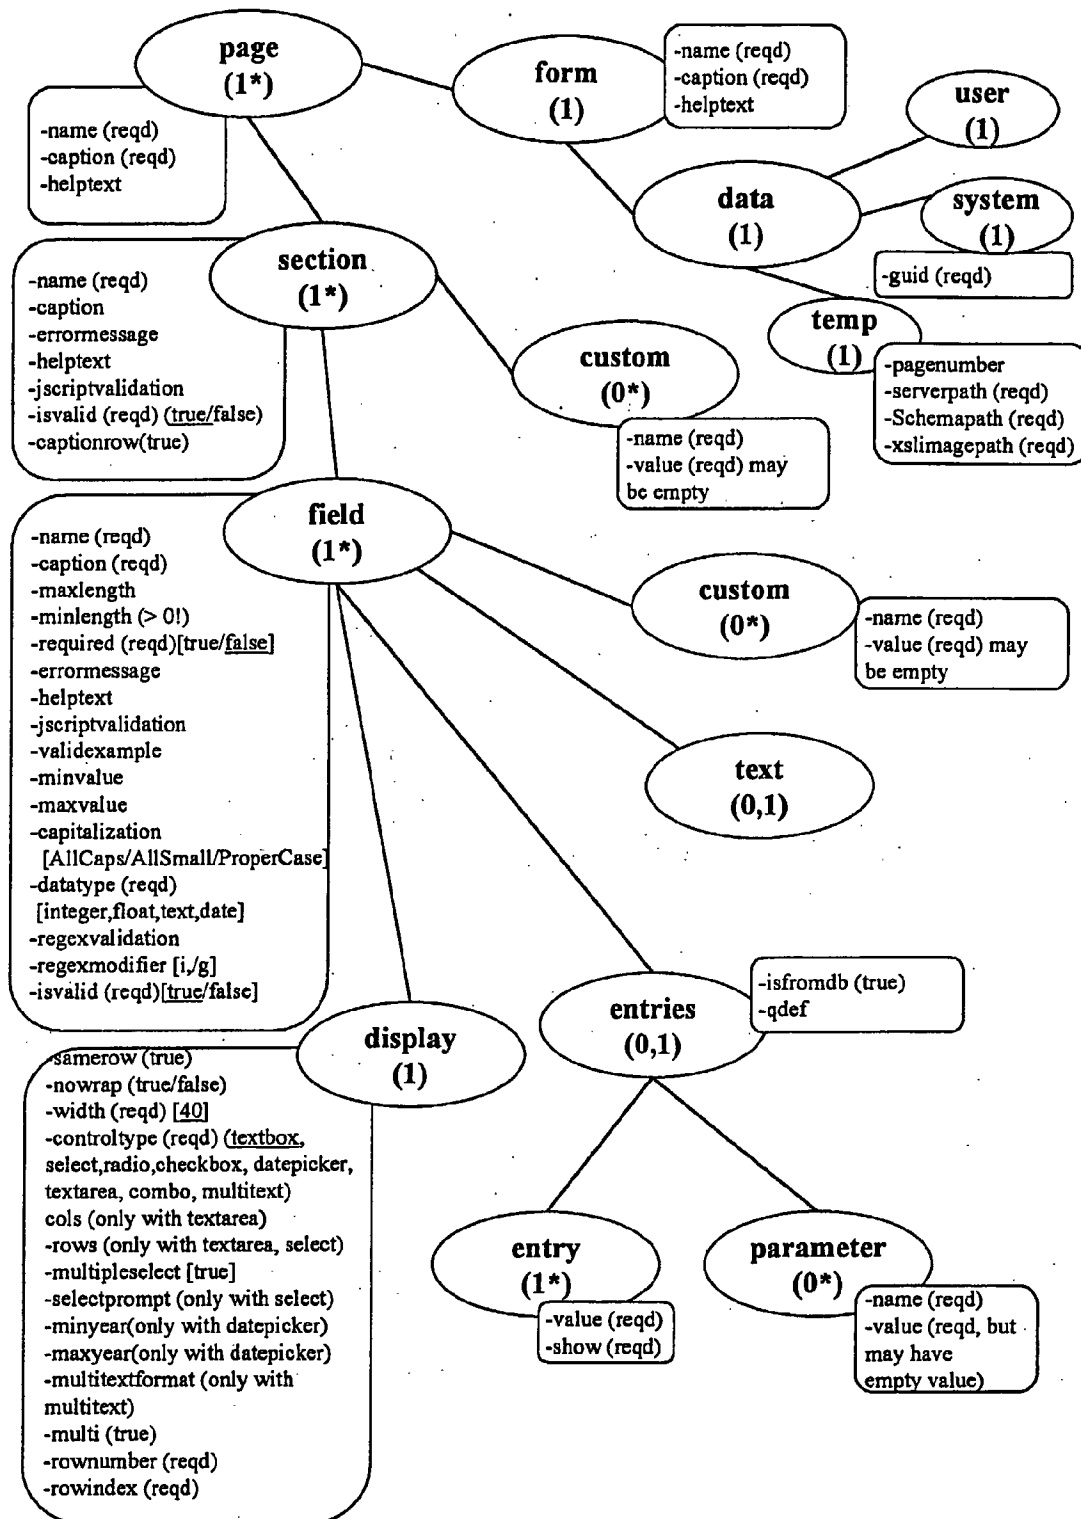 page
(1*)
-name (reqd)
-caption (reqd)
-helptext
form
(1)
-name (reqd)
-caption (reqd)
-helptext
user
(1)
data
(1)
system
(1)
-guid (reqd)
temp
(1)
-pagenumber
-serverpath (reqd)
-Schemapath (reqd)
-xslimagepath (reqd)
section
(1*)
-name (reqd)
-caption
-errormessage
-helptext
-jscriptvalidation
-isvalid (reqd) (true/false)
-captionrow(true)
custom
(0*)
-name (reqd)
-value (reqd) may
be empty
field
(1*)
-name (reqd)
-caption (reqd)
-maxlength
-minlength (> 0!)
-required (reqd)[true/false]
-errormessage
-helptext
-jscriptvalidation
-validexample
-minvalue
-maxvalue
-capitalization
[AllCaps/AllSmall/ProperCase]
-datatype (reqd)
[integer,float,text,date]
-regexvalidation
-regexmodifier [i,/g]
-isvalid (reqd)[true/false]
custom
(0*)
-name (reqd)
-value (reqd) may
be empty
text
(0,1)
entries
(0,1)
-isfromdb (true)
-qdef
display
(1)
-samerow (true)
-nowrap (true/false)
-width (reqd) [40]
-controltype (reqd) (textbox,
select,radio,checkbox, datepicker,
textarea, combo, multitext)
cols (only with textarea)
-rows (only with textarea, select)
-multipleselect [true]
-selectprompt (only with select)
-minyear(only with datepicker)
-maxyear(only with datepicker)
-multitextformat (only with
multitext)
-multi (true)
-rownumber (reqd)
-rowindex (reqd)
entry
(1*)
-value (reqd)
-show (reqd)
parameter
(0*)
-name (reqd)
-value (reqd, but
may have
empty value)